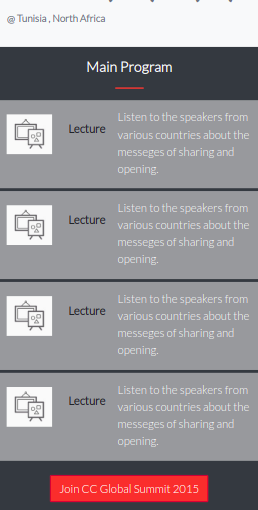 @ Tunisia , North Africa
Main Program
Lecture
Listen to the speakers from
various countries about the
messeges of sharing and
opening.
Lecture
Listen to the speakers from
various countries about the
messeges of sharing and
opening.
Lecture
Listen to the speakers from
various countries about the
messeges of sharing and
opening.
Lecture
Listen to the speakers from
various countries about the
messeges of sharing and
opening.
Join CC Global Summit 2015